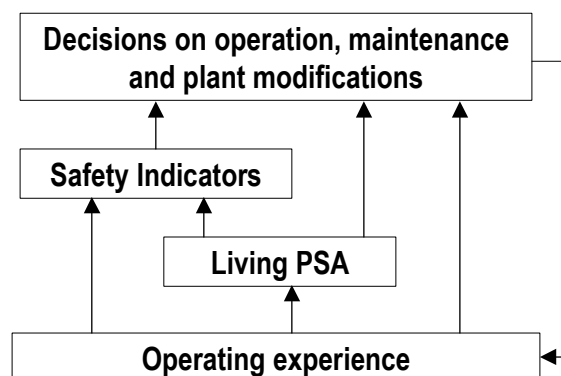 Decisions on operation, maintenance
and plant modifications
Safety Indicators
Living PSA
Operating experience